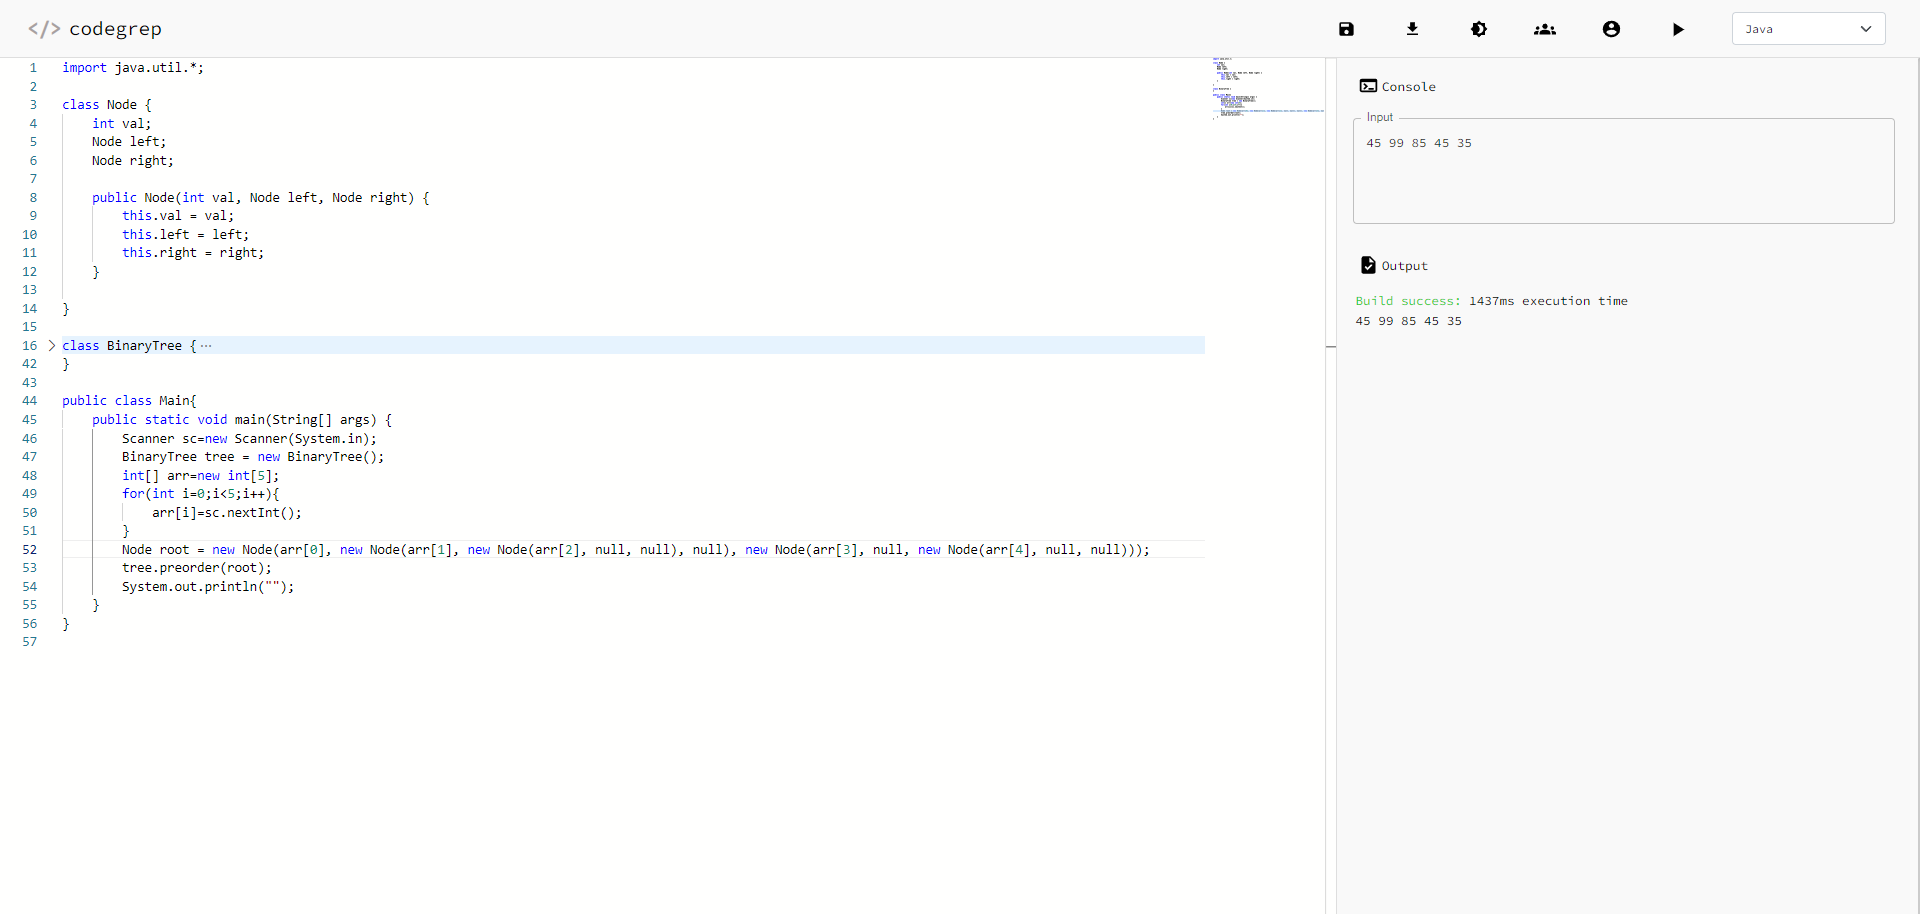 </> codegrep
Java
1 import java.util.*;
2
3 class Node {
4 int val;
5 Node left;
6 Node right;
7
8 public Node(int val, Node left, Node right) {
9 this.val = val;
10 this.left = left;
11 this.right = right;
12 }
13
14 }
15
16 class BinaryTree { ···
42 }
43
44 public class Main{
45 public static void main(String[] args) {
46 Scanner sc=new Scanner(System.in);
47 BinaryTree tree = new BinaryTree();
48 int[] arr=new int[5];
49 for(int i=0;i<5;i++){
50 arr[i]=sc.nextInt();
51 }
52 Node root = new Node(arr[0], new Node(arr[1], new Node(arr[2], null, null), null), new Node(arr[3], null, new Node(arr[4], null, null)));
53 tree.preorder(root);
54 System.out.println("");
55 }
56 }
57
Console
Input
45 99 85 45 35
Output
Build success: 1437ms execution time
45 99 85 45 35